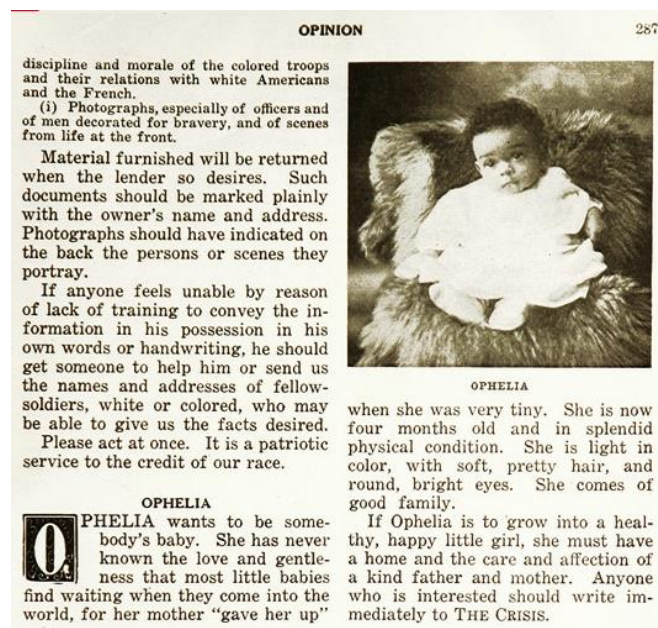 OPINION
287
discipline and morale of the colored troops
and their relations with white Americans
and the French.
(i) Photographs, especially of officers and
of men decorated for bravery, and of scenes
from life at the front.
Material furnished will be returned
when the lender so desires. Such
documents should be marked plainly
with the owner's name and address.
Photographs should have indicated on
the back the persons or scenes they
portray.
If anyone feels unable by reason
of lack of training to convey the in-
formation in his possession in his
own words or handwriting, he should
get someone to help him or send us
the names and addresses of fellow-
soldiers, white or colored, who may
be able to give us the facts desired.
Please act at once. It is a patriotic
service to the credit of our race.
OPHELIA
OPHELIA wants to be some-
body's baby. She has never
known the love and gentle-
ness that most little babies
find waiting when they come into the
world, for her mother "gave her up"
OPHELIA
when she was very tiny. She is now
four months old and in splendid
physical condition. She is light in
color, with soft, pretty hair, and
round, bright eyes. She comes of
good family.
If Ophelia is to grow into a heal-
thy, happy little girl, she must have
a home and the care and affection of
a kind father and mother. Anyone
who is interested should write im-
mediately to THE CRISIS.